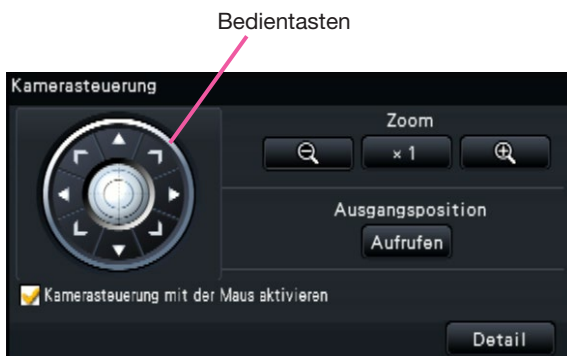 Bedientasten
Kamerasteuerung
Zoom
× 1
Ausgangsposition
Aufrufen
Kamerasteuerung mit der Maus aktivieren
Detail